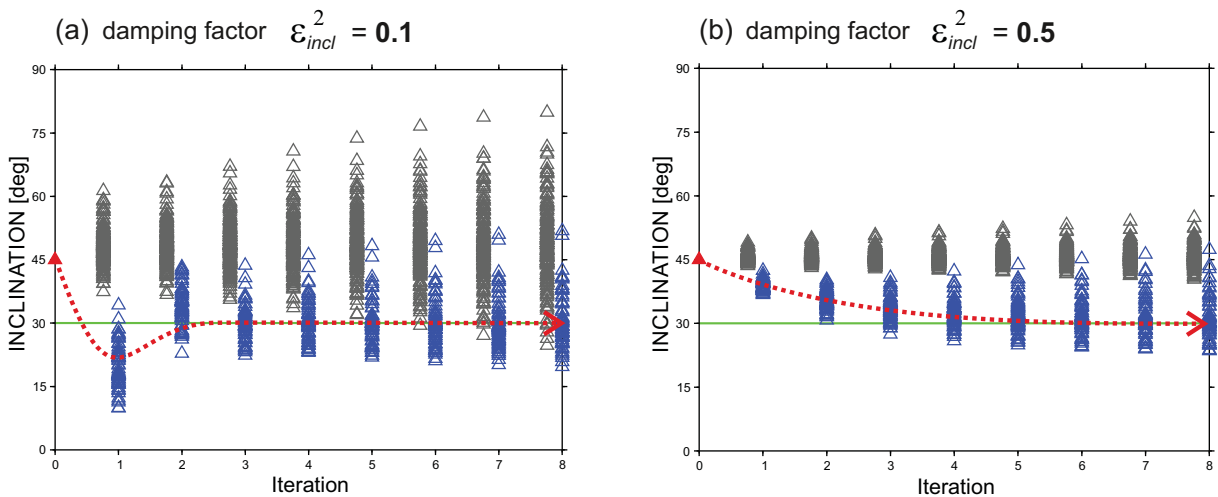 (a) damping factor ε²incl = 0.1
90
75
60
45
30
15
0
INCLINATION [deg]
0 1 2 3 4 5 6 7 8
Iteration
(b) damping factor ε²incl = 0.5
90
75
60
45
30
15
0
INCLINATION [deg]
0 1 2 3 4 5 6 7 8
Iteration